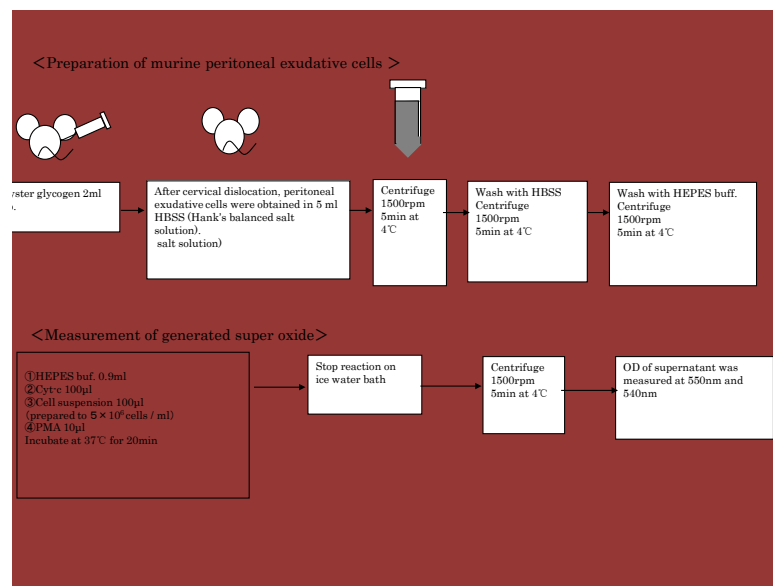 ＜Preparation of murine peritoneal exudative cells ＞
yster glycogen 2ml
After cervical dislocation, peritoneal
exudative cells were obtained in 5 ml
HBSS (Hank's balanced salt
solution).
salt solution)
Centrifuge
1500rpm
5min at
4℃
Wash with HBSS
Centrifuge
1500rpm
5min at 4℃
Wash with HEPES buff.
Centrifuge
1500rpm
5min at 4℃
＜Measurement of generated super oxide＞
①HEPES buf. 0.9ml
②Cyt-c 100μl
③Cell suspension 100μl
(prepared to 5×10⁶ cells / ml)
④PMA 10μl
Incubate at 37℃ for 20min
Stop reaction on
ice water bath
Centrifuge
1500rpm
5min at 4℃
OD of supernatant was
measured at 550nm and
540nm